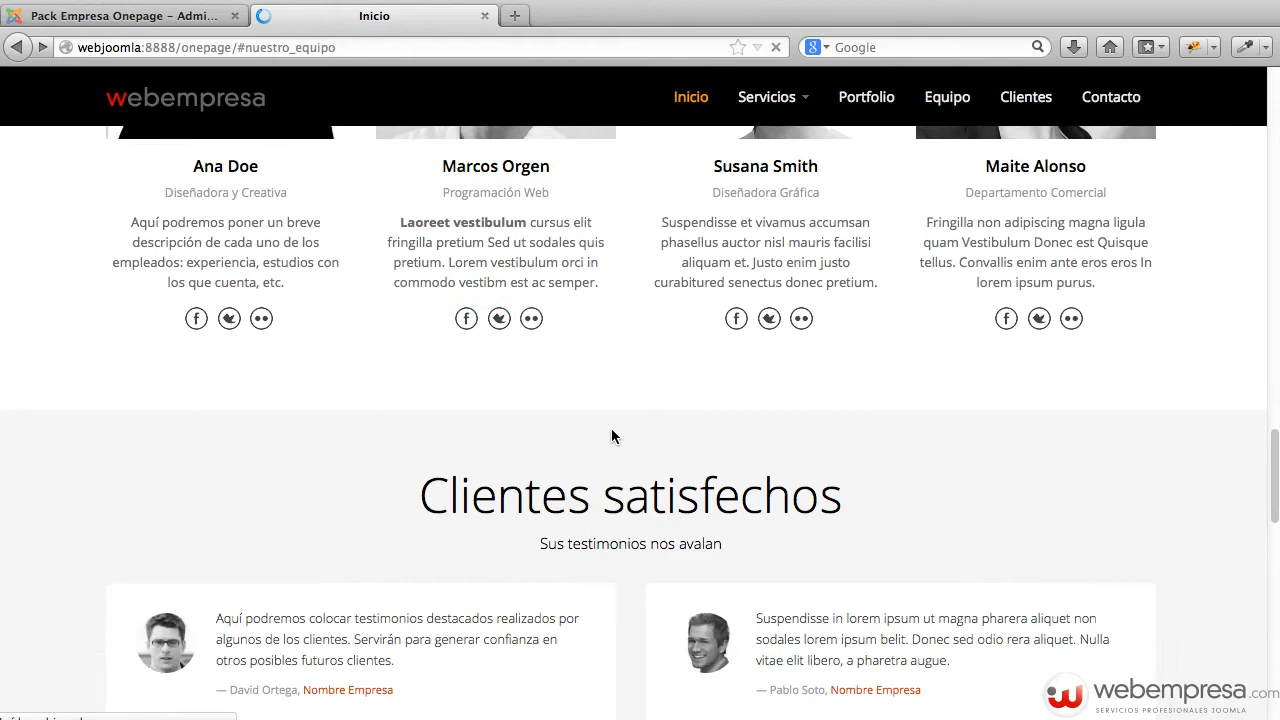 Pack Empresa Onepage – Admi...
Inicio
webjoomla:8888/onepage/#nuestro_equipo
Google
webempresa
Inicio Servicios Portfolio Equipo Clientes Contacto
Ana Doe
Diseñadora y Creativa
Aquí podremos poner un breve
descripción de cada uno de los
empleados: experiencia, estudios con
los que cuenta, etc.
Marcos Orgen
Programación Web
Laoreet vestibulum cursus elit
fringilla pretium Sed ut sodales quis
pretium. Lorem vestibulum orci in
commodo vestibm est ac semper.
Susana Smith
Diseñadora Gráfica
Suspendisse et vivamus accumsan
phasellus auctor nisl mauris facilisi
aliquam et. Justo enim justo
curabitured senectus donec pretium.
Maite Alonso
Departamento Comercial
Fringilla non adipiscing magna ligula
quam Vestibulum Donec est Quisque
tellus. Convallis enim ante eros eros In
lorem ipsum purus.
Clientes satisfechos
Sus testimonios nos avalan
Aquí podremos colocar testimonios destacados realizados por
algunos de los clientes. Servirán para generar confianza en
otros posibles futuros clientes.
— David Ortega, Nombre Empresa
Suspendisse in lorem ipsum ut magna pharera aliquet non
sodales lorem ipsum belit. Donec sed odio rera aliquet. Nulla
vitae elit libero, a pharetra augue.
— Pablo Soto, Nombre Empresa
webempresa.com
SERVICIOS PROFESIONALES JOOMLA